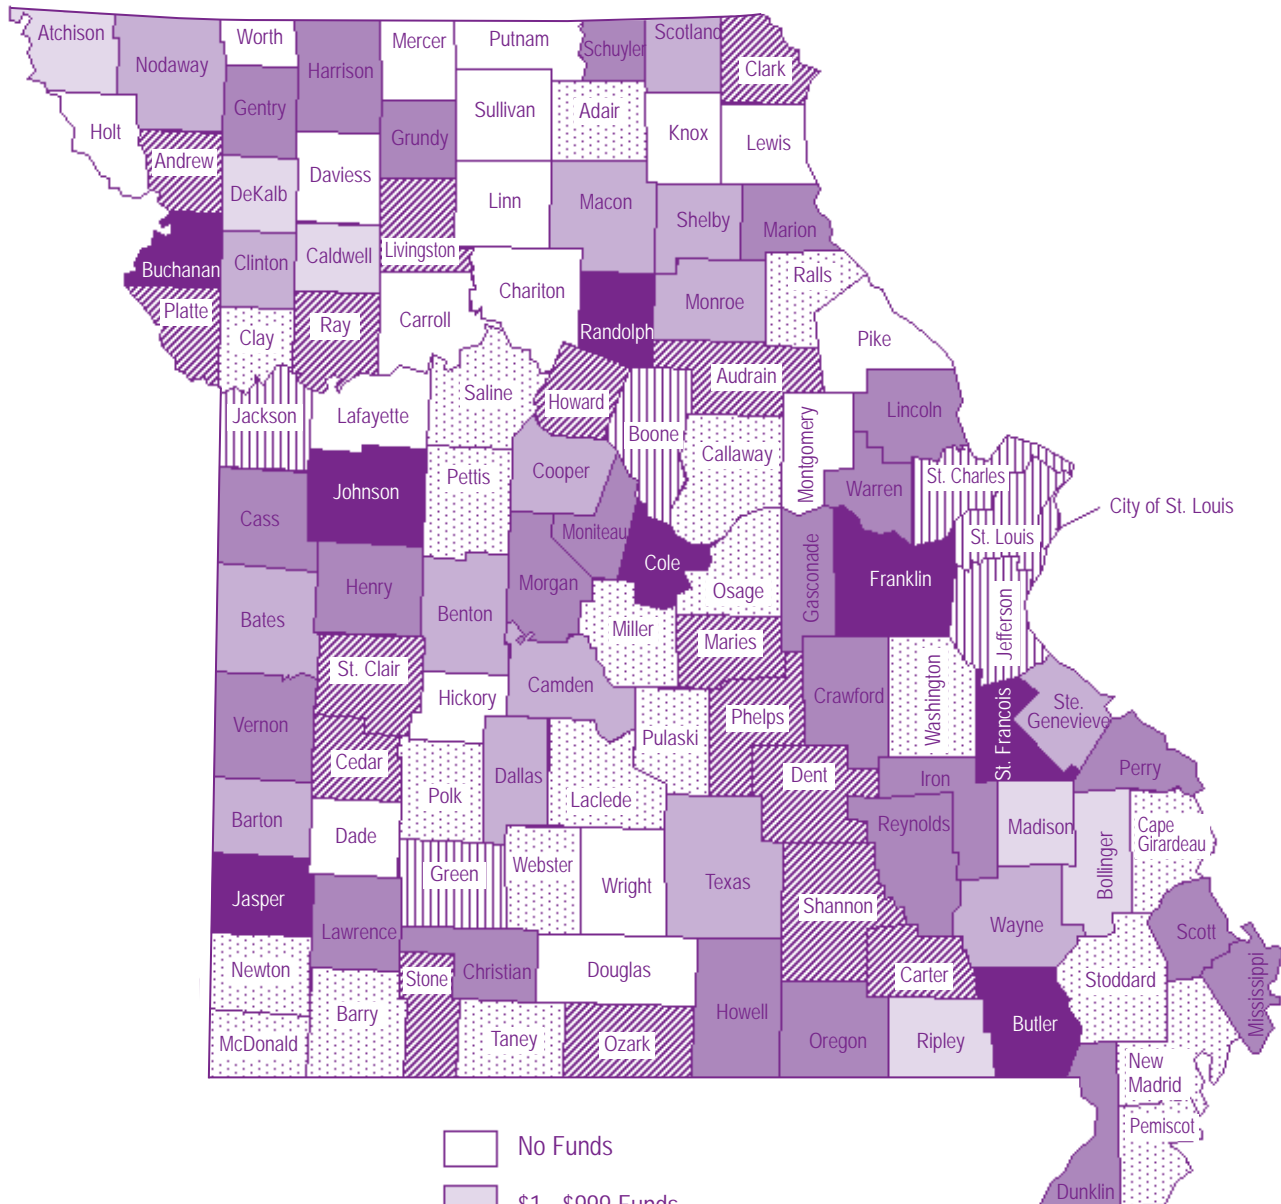 Atchison
Nodaway
Worth
Harrison
Mercer
Putnam
Schuyler
Scotland
Clark
Gentry
Holt
Andrew
DeKalb
Daviess
Grundy
Sullivan
Adair
Knox
Lewis
Linn
Macon
Shelby
Marion
Buchanan
Clinton
Caldwell
Livingston
Chariton
Randolph
Monroe
Ralls
Platte
Clay
Ray
Carroll
Pike
Jackson
Lafayette
Saline
Howard
Boone
Audrain
Callaway
Montgomery
Lincoln
Warren
St. Charles
City of St. Louis
St. Louis
Cass
Johnson
Pettis
Cooper
Moniteau
Cole
Osage
Gasconade
Franklin
Jefferson
Bates
Henry
Benton
Morgan
Miller
Maries
St. Clair
Hickory
Camden
Pulaski
Phelps
Crawford
Washington
St. Francois
Ste.
Genevieve
Perry
Vernon
Cedar
Polk
Dallas
Laclede
Dent
Iron
Reynolds
Madison
Bollinger
Cape
Girardeau
Barton
Dade
Green
Webster
Wright
Texas
Shannon
Wayne
Scott
Mississippi
Jasper
Lawrence
Christian
Douglas
Howell
Carter
Stoddard
Newton
Stone
Barry
McDonald
Taney
Ozark
Oregon
Ripley
Butler
New
Madrid
Pemiscot
Dunklin
No Funds
$1 - $999 Funds